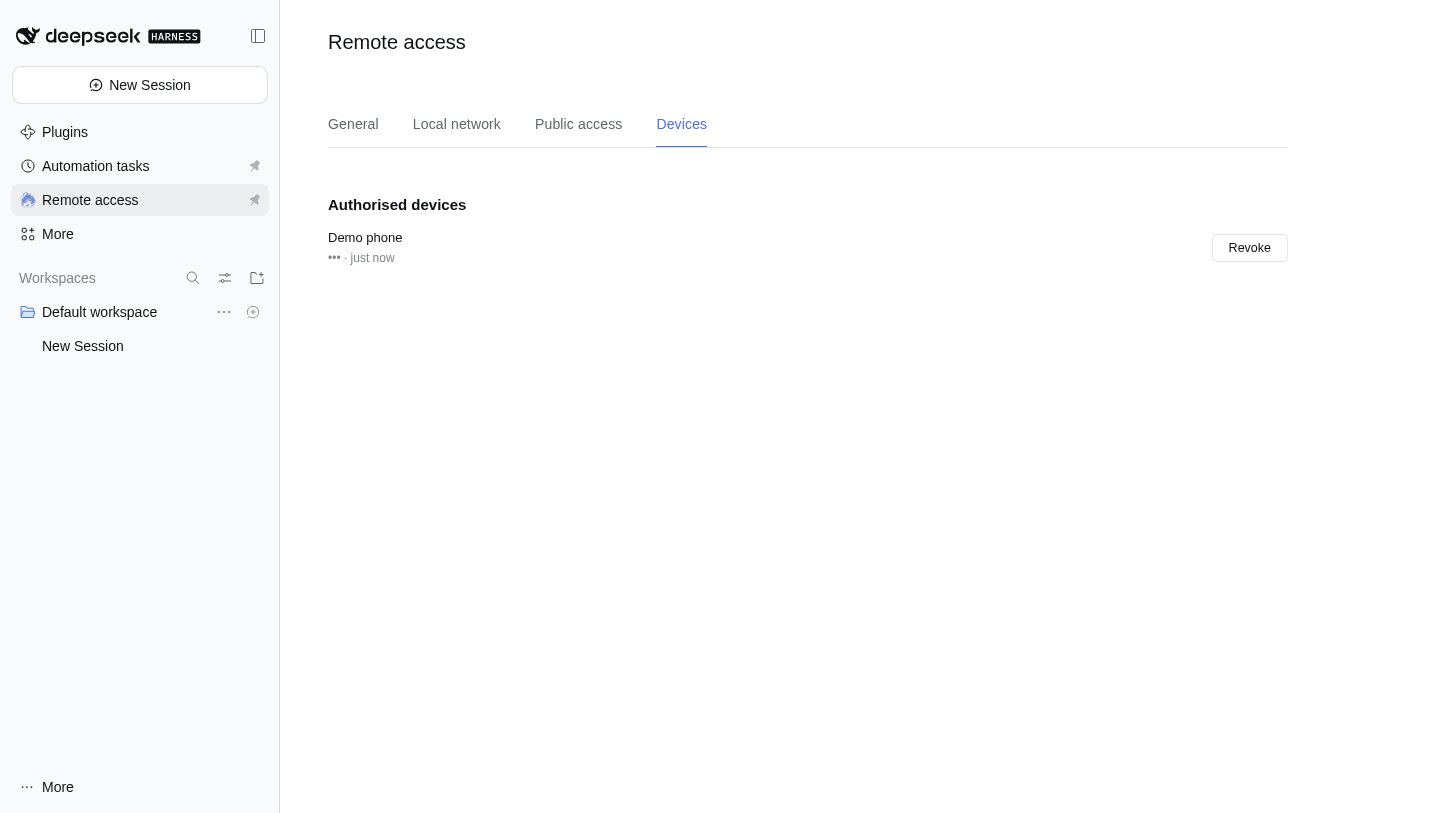 deepseek HARNESS
New Session
Plugins
Automation tasks
Remote access
More
Workspaces
Default workspace
New Session
More
Remote access
General Local network Public access Devices
Authorised devices
Demo phone
••• · just now
Revoke